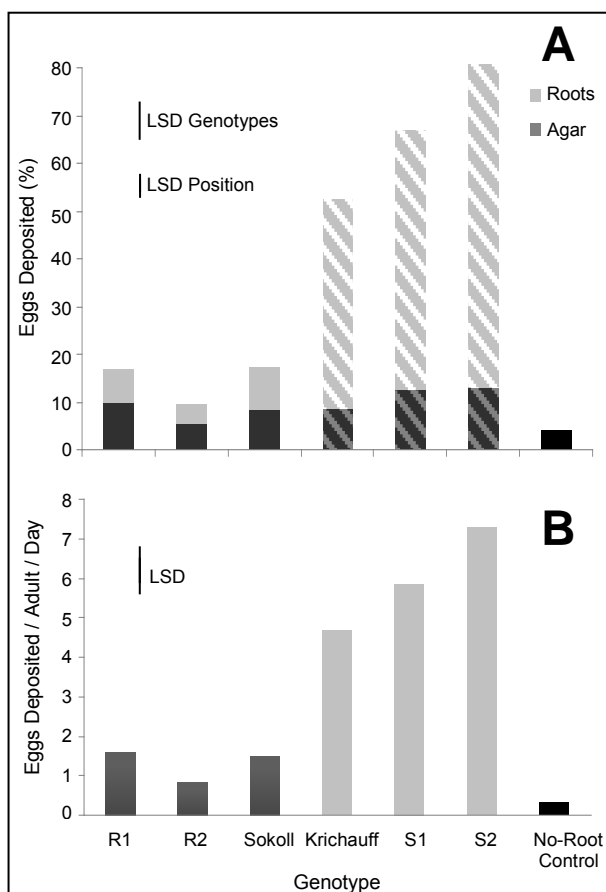 A
80
70
60
50
40
30
20
10
0
Eggs Deposited (%)
LSD Genotypes
LSD Position
Roots
Agar
B
8
7
6
5
4
3
2
1
0
Eggs Deposited / Adult / Day
LSD
R1 R2 Sokoll Krichauff S1 S2 No-Root
Control
Genotype